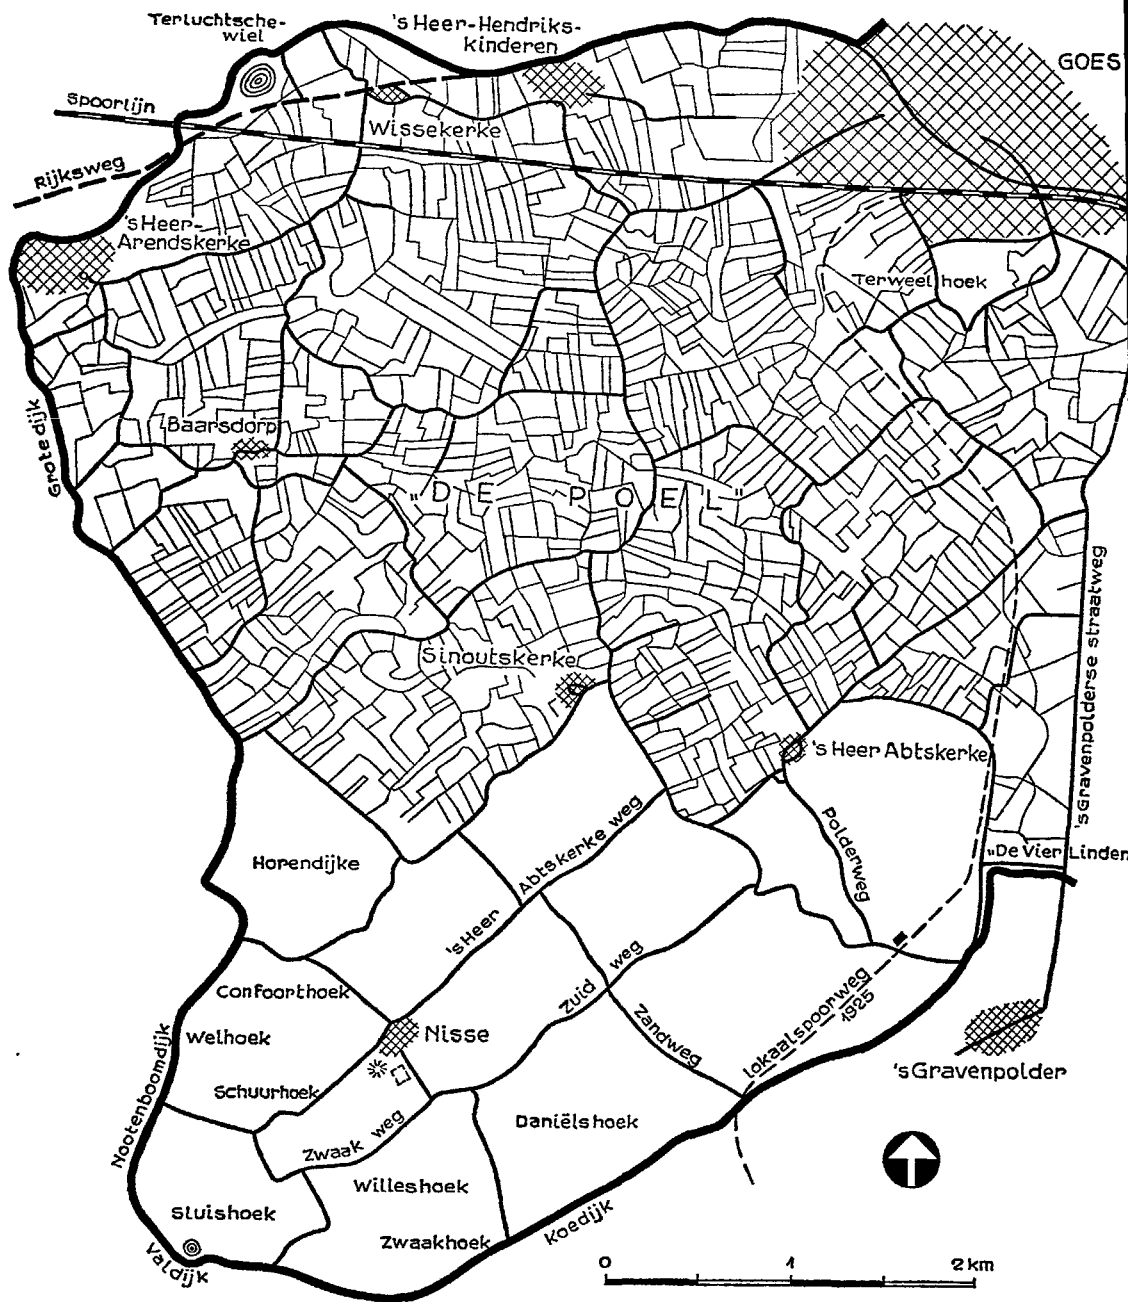 Terluchtsche-
wiel
's Heer-Hendriks-
kinderen
GOES
Spoorlijn
Wissekerke
Rijksweg
's Heer-
Arendskerke
Terweel hoek
Grote dijk
Baarsdorp
„DE POEL"
's Gravenpolderse straatweg
Sinoutskerke
's Heer Abtskerke
Polderweg
„De Vier Linden
Horendijke
's Heer Abtskerke weg
Zuid weg
Confoorthoek
Welhoek
Nisse
Zandweg
lokaalspoorweg
1925
's Gravenpolder
Schuurhoek
Nootenboomdijk
Zwaak weg
Daniëlshoek
Willeshoek
Sluishoek
Zwaakhoek
Koedijk
Valdijk
0 1 2 km